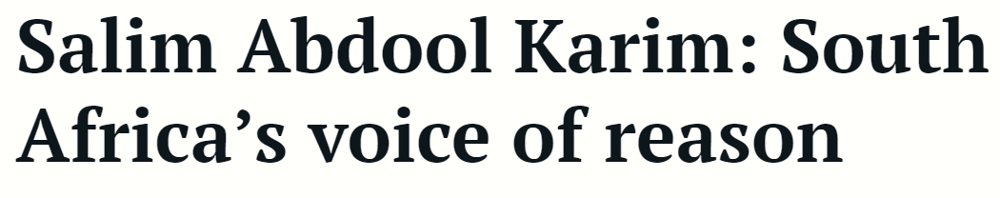 Salim Abdool Karim: South
Africa’s voice of reason